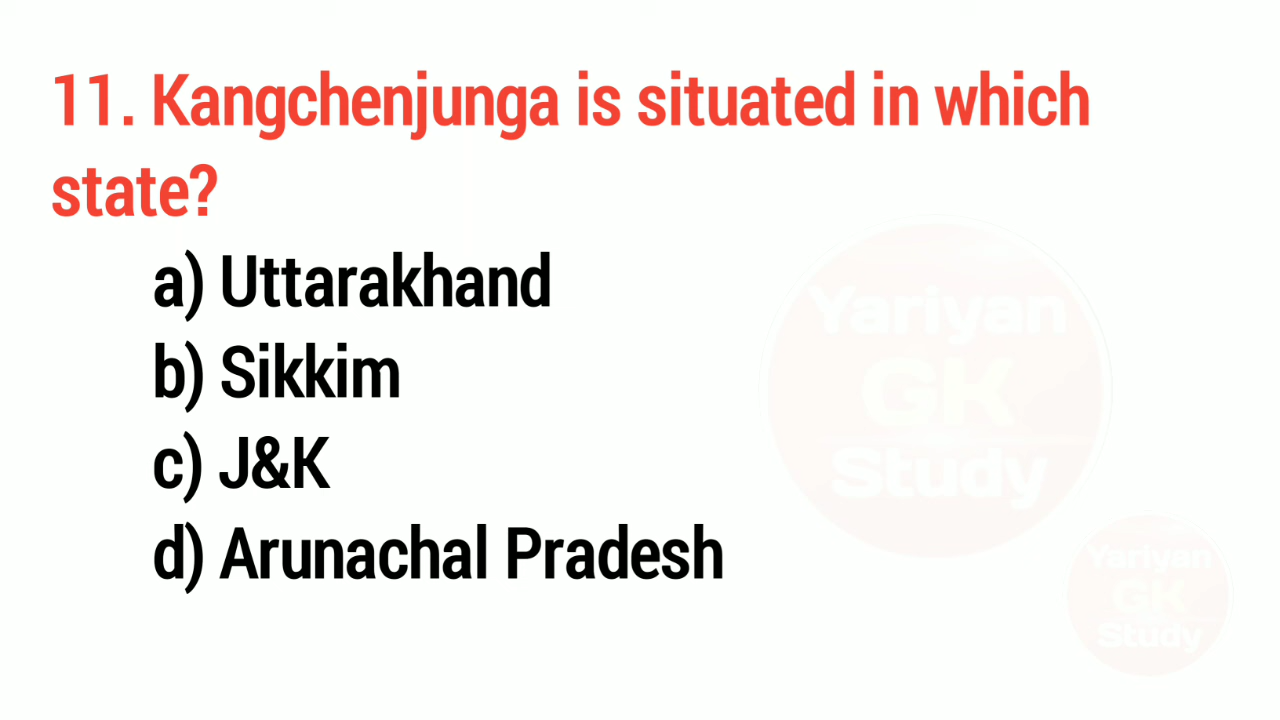 11. Kangchenjunga is situated in which
state?
a) Uttarakhand
b) Sikkim
c) J&K
d) Arunachal Pradesh
Yariyan
GK
Study
Yariyan
GK
Study